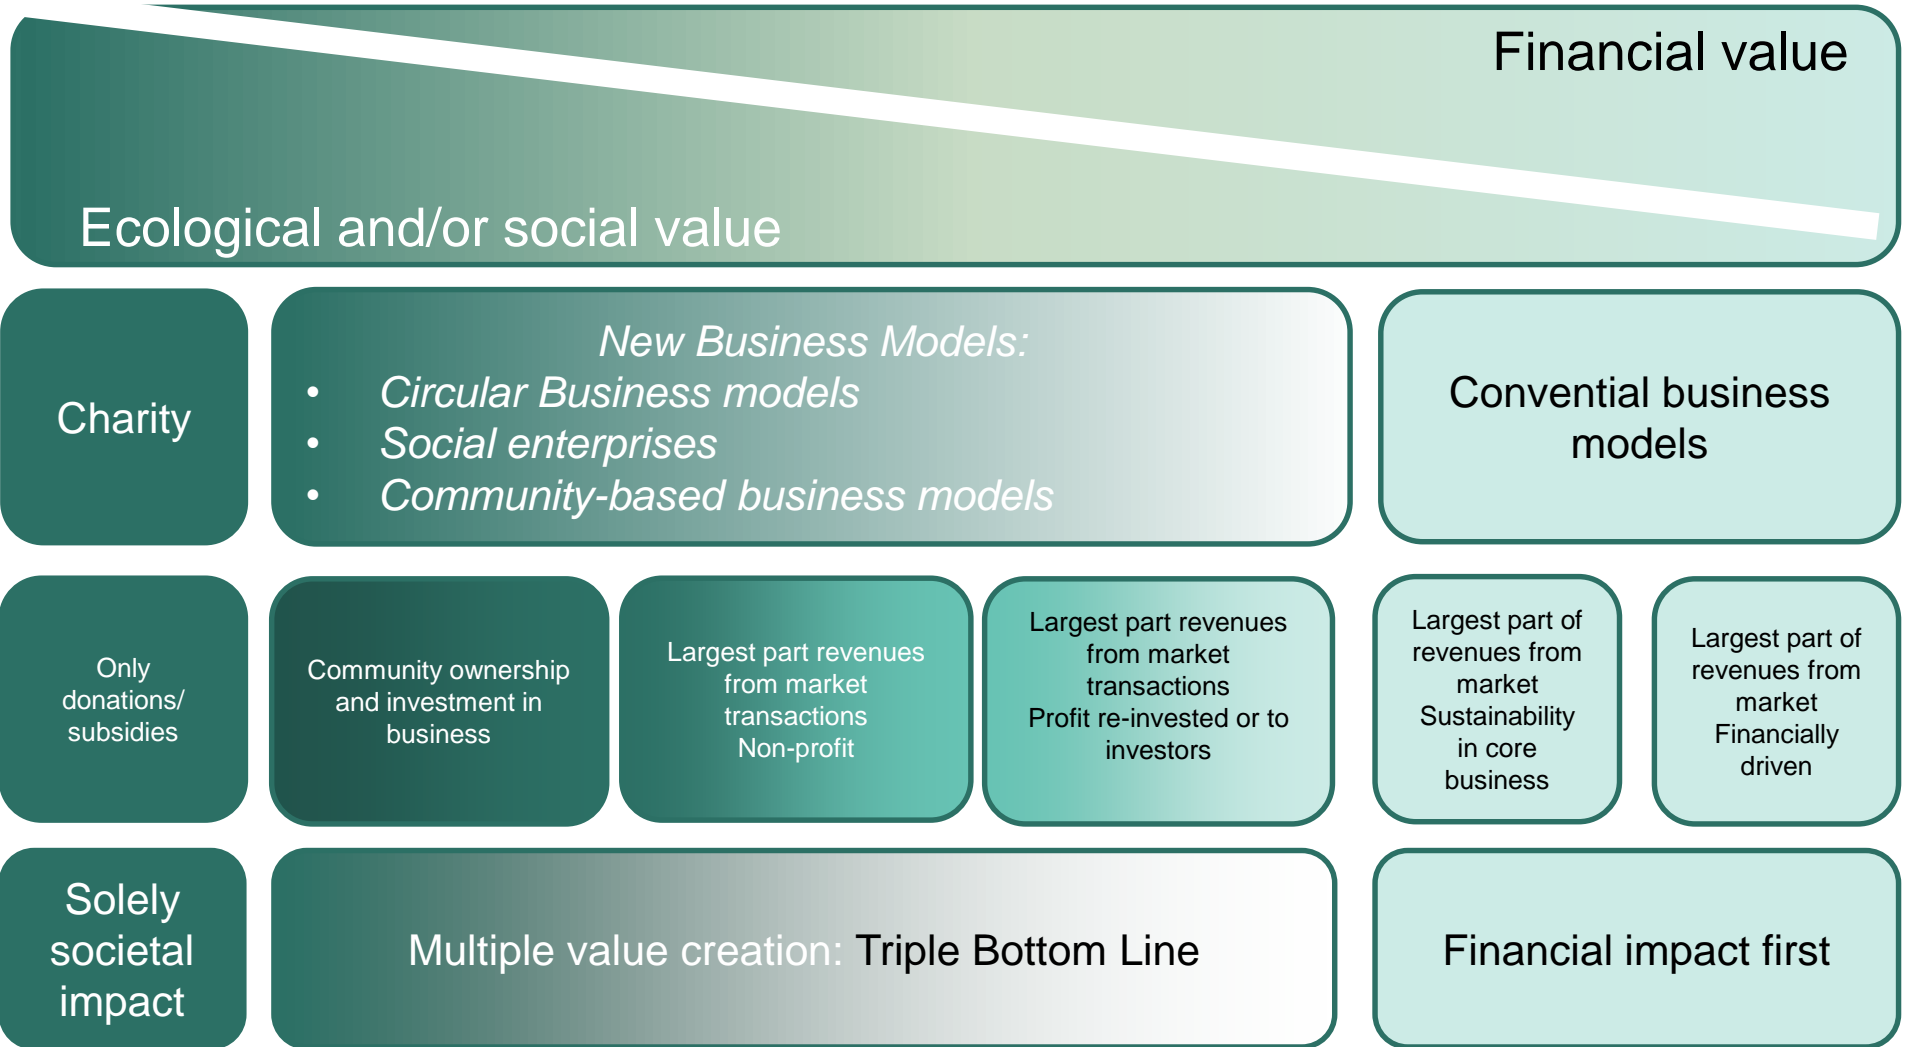 Financial value
Ecological and/or social value
Charity
New Business Models:
• Circular Business models
• Social enterprises
• Community-based business models
Convential business
models
Only
donations/
subsidies
Community ownership
and investment in
business
Largest part revenues
from market
transactions
Non-profit
Largest part revenues
from market
transactions
Profit re-invested or to
investors
Largest part of
revenues from
market
Sustainability
in core
business
Largest part of
revenues from
market
Financially
driven
Solely
societal
impact
Multiple value creation: Triple Bottom Line
Financial impact first